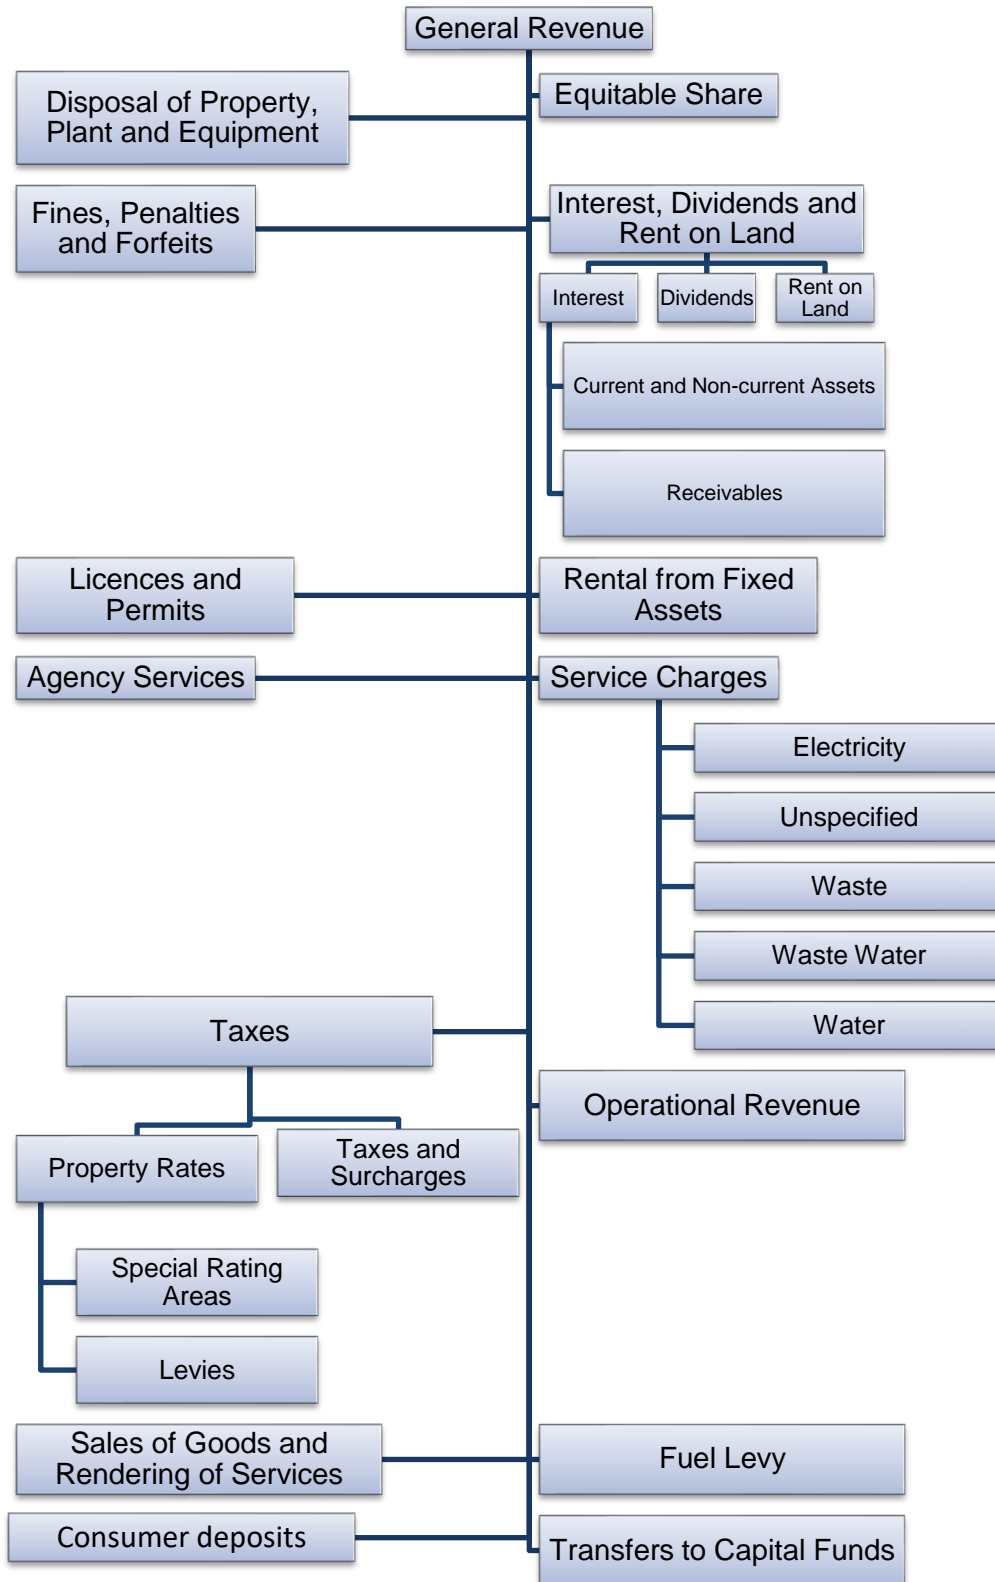 General Revenue
Disposal of Property,
Plant and Equipment
Equitable Share
Fines, Penalties
and Forfeits
Interest, Dividends and
Rent on Land
Interest
Dividends
Rent on
Land
Current and Non-current Assets
Receivables
Licences and
Permits
Rental from Fixed
Assets
Agency Services
Service Charges
Electricity
Unspecified
Waste
Waste Water
Water
Taxes
Operational Revenue
Property Rates
Taxes and
Surcharges
Special Rating
Areas
Levies
Sales of Goods and
Rendering of Services
Fuel Levy
Consumer deposits
Transfers to Capital Funds